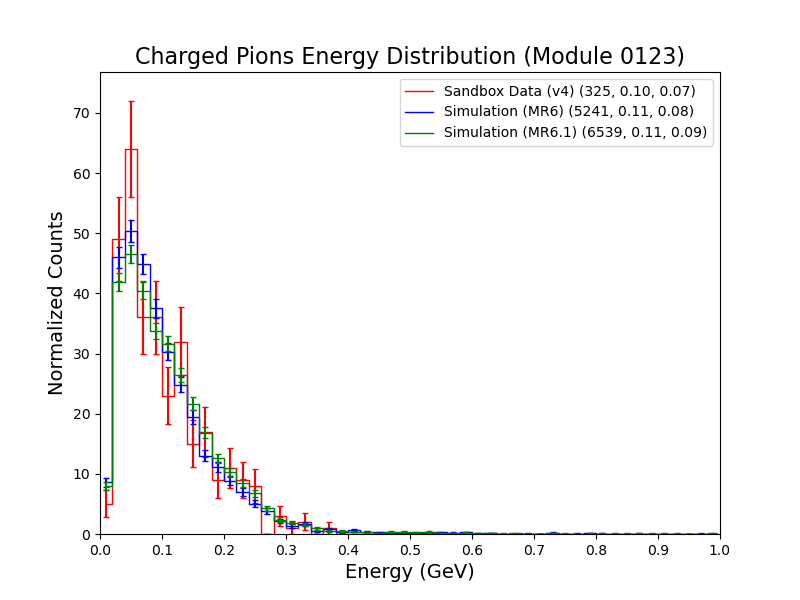 Charged Pions Energy Distribution (Module 0123)
Sandbox Data (v4) (325, 0.10, 0.07)
Simulation (MR6) (5241, 0.11, 0.08)
Simulation (MR6.1) (6539, 0.11, 0.09)
Normalized Counts
70
60
50
40
30
20
10
0
0.0 0.1 0.2 0.3 0.4 0.5 0.6 0.7 0.8 0.9 1.0
Energy (GeV)